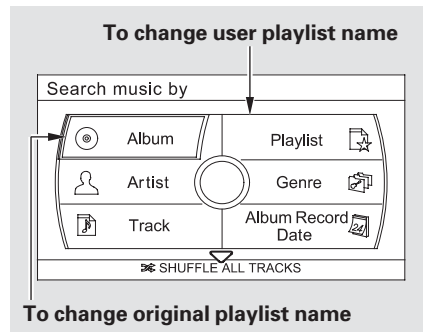 To change user playlist name
Search music by
Album
Playlist
Artist
Genre
Track
Album Record
Date
24
SHUFFLE ALL TRACKS
To change original playlist name